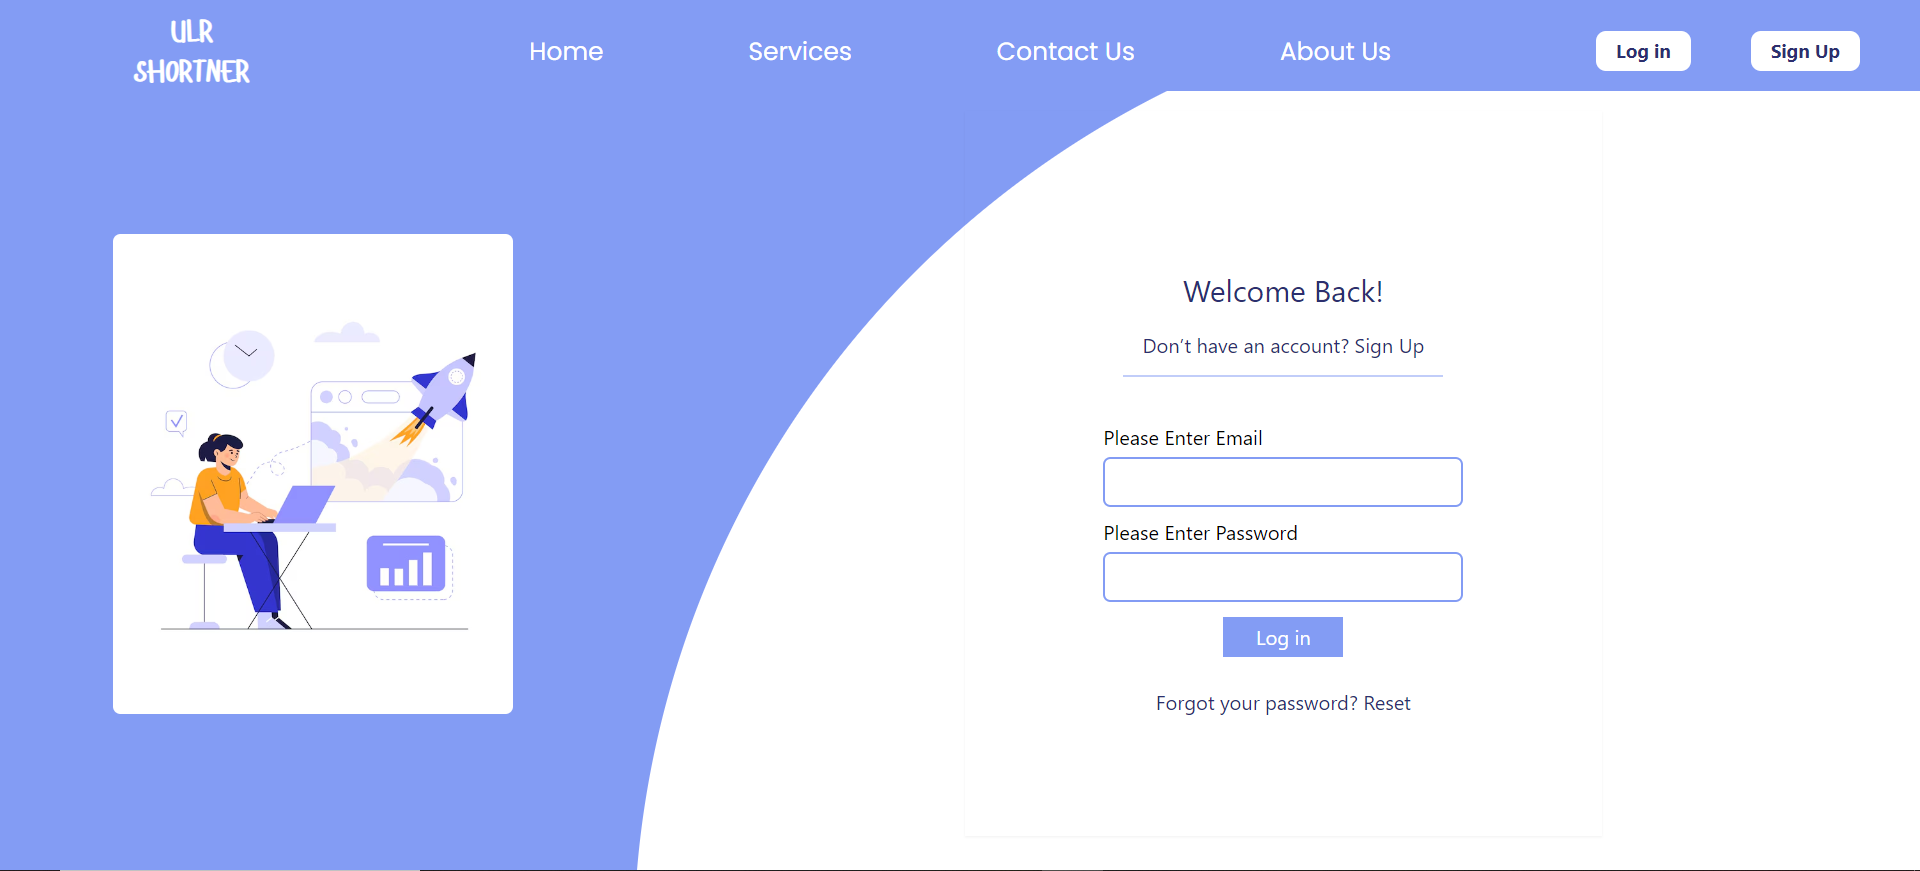 ULR
SHORTNER
Home
Services
Contact Us
About Us
Log in
Sign Up
Welcome Back!
Don’t have an account? Sign Up
Please Enter Email
Please Enter Password
Log in
Forgot your password? Reset